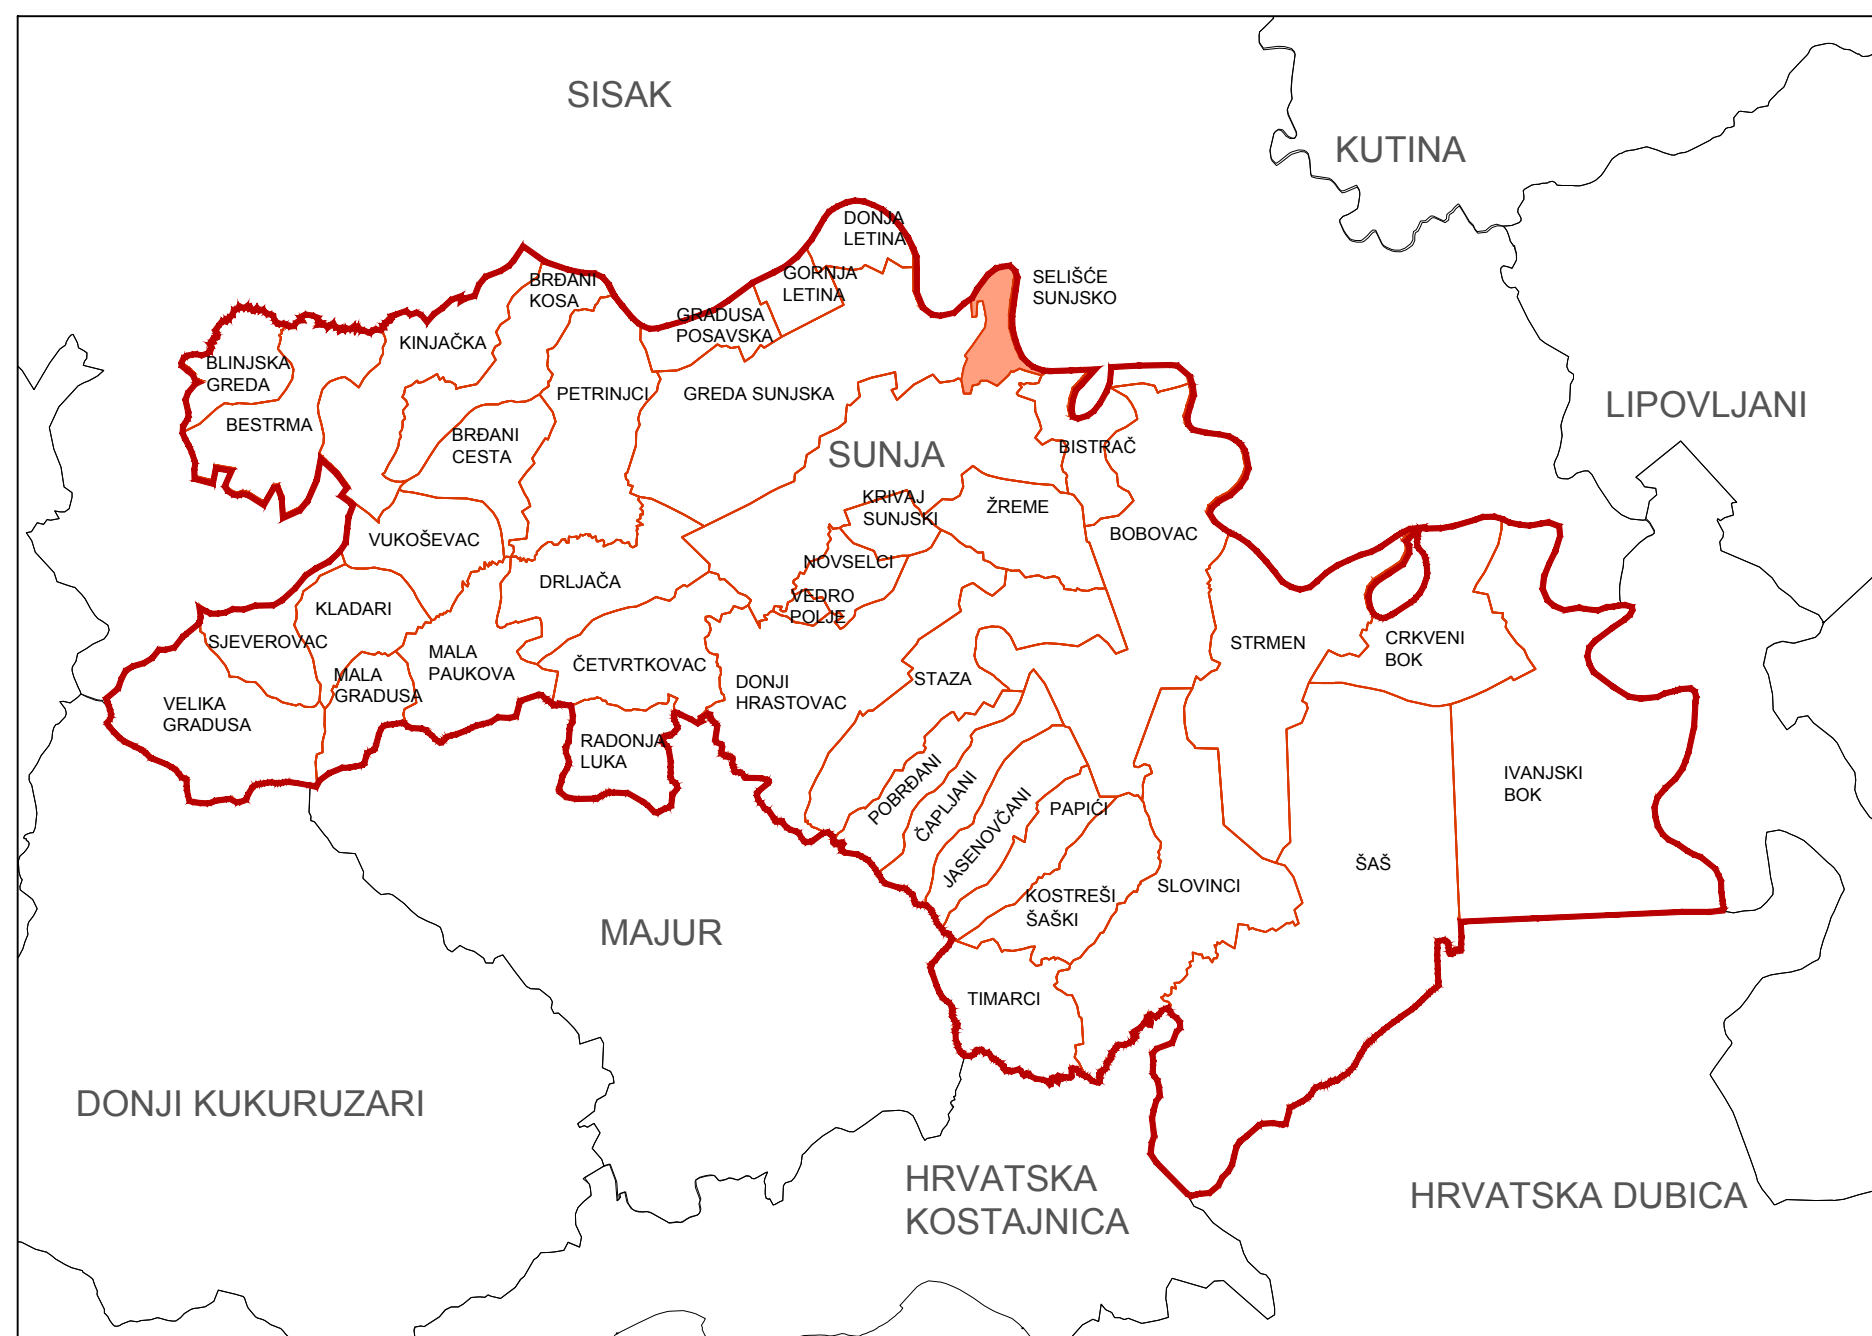 SISAK
KUTINA
DONJA
LETINA
GORNJA
LETINA
SELIŠĆE
SUNJSKO
BRĐANI
KOSA
GRADUSA
POSAVSKA
KINJAČKA
BLINJSKA
GREDA
PETRINJCI
GREDA SUNJSKA
LIPOVLJANI
BESTRMA
BRĐANI
CESTA
SUNJA
BISTRAČ
KRIVAJ
SUNJSKI
ŽREME
BOBOVAC
VUKOŠEVAC
NOVSELCI
DRLJAČA
VEDRO
POLJE
KLADARI
SJEVEROVAC
STRMEN
CRKVENI
BOK
MALA
PAUKOVA
ČETVRTKOVAC
MALA
GRADUSA
DONJI
HRASTOVAC
STAZA
VELIKA
GRADUSA
RADONJA
LUKA
IVANJSKI
BOK
POBRĐANI
ČAPLJANI
JASENOVČANI
PAPIĆI
ŠAŠ
SLOVINCI
KOSTREŠI
ŠAŠKI
MAJUR
TIMARCI
DONJI KUKURUZARI
HRVATSKA
KOSTAJNICA
HRVATSKA DUBICA